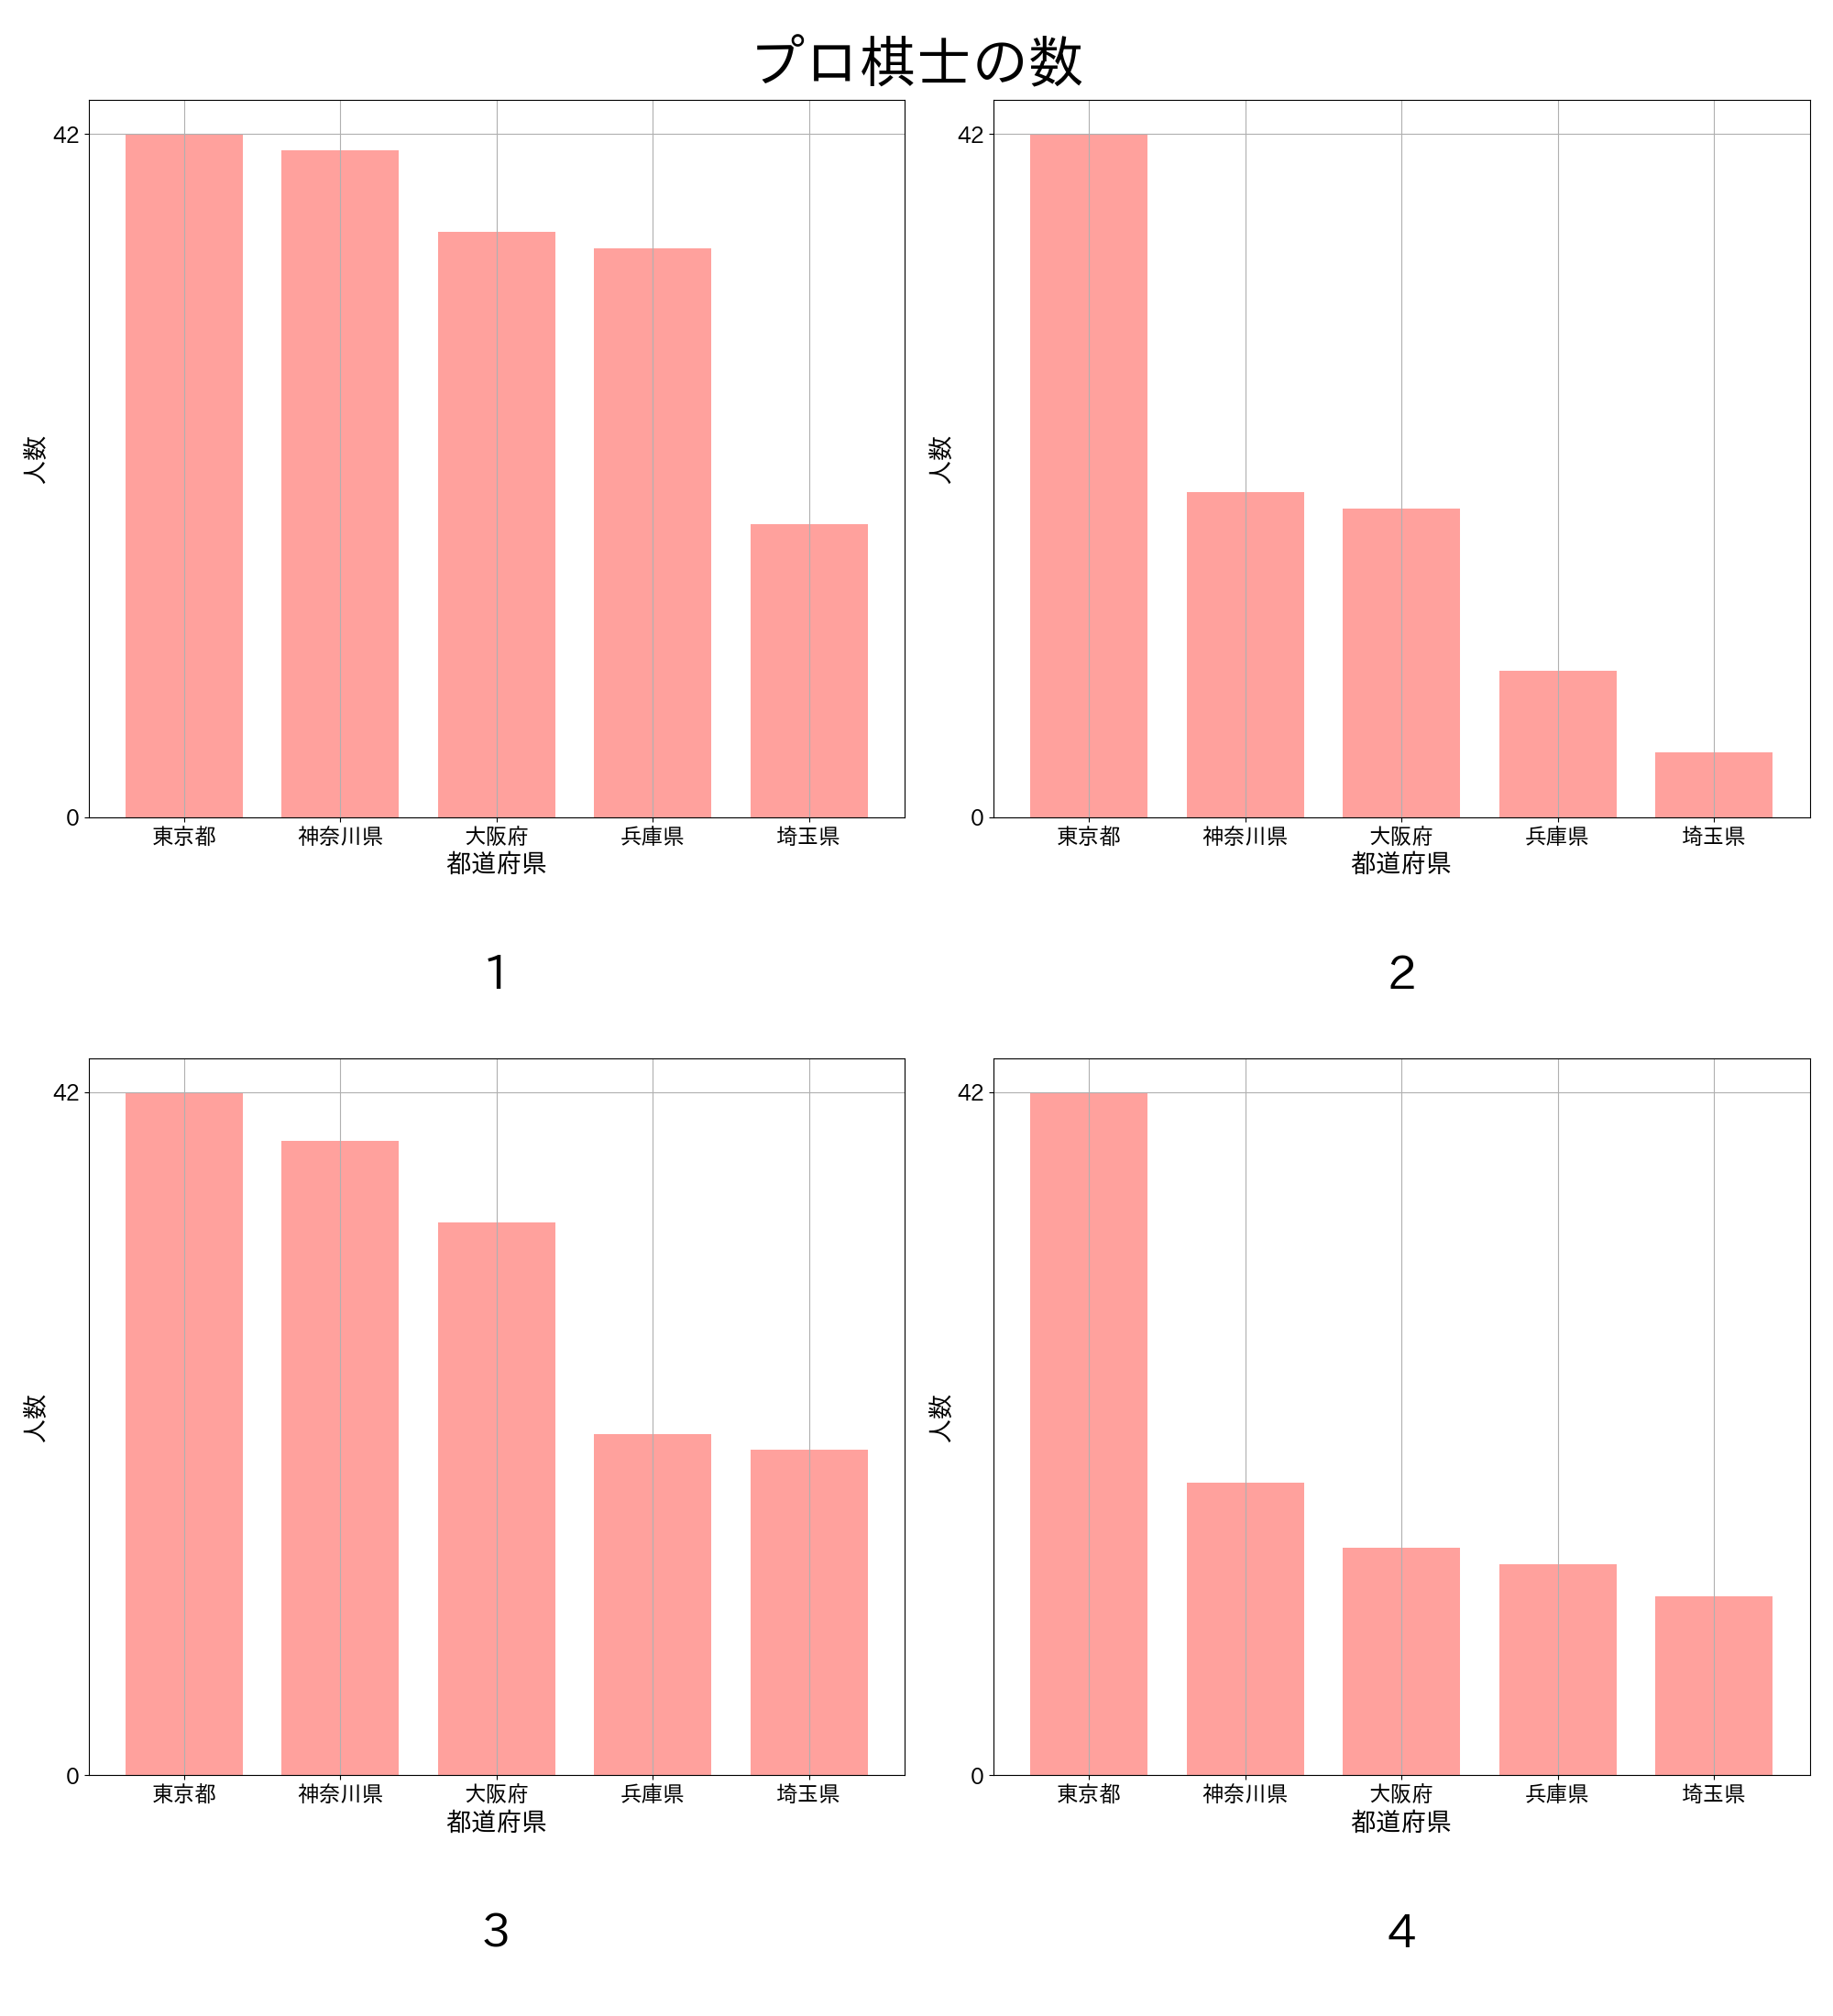 プロ棋士の数
42
0
人数
東京都 神奈川県 大阪府 兵庫県 埼玉県
都道府県
1
42
0
人数
東京都 神奈川県 大阪府 兵庫県 埼玉県
都道府県
2
42
0
人数
東京都 神奈川県 大阪府 兵庫県 埼玉県
都道府県
3
42
0
人数
東京都 神奈川県 大阪府 兵庫県 埼玉県
都道府県
4